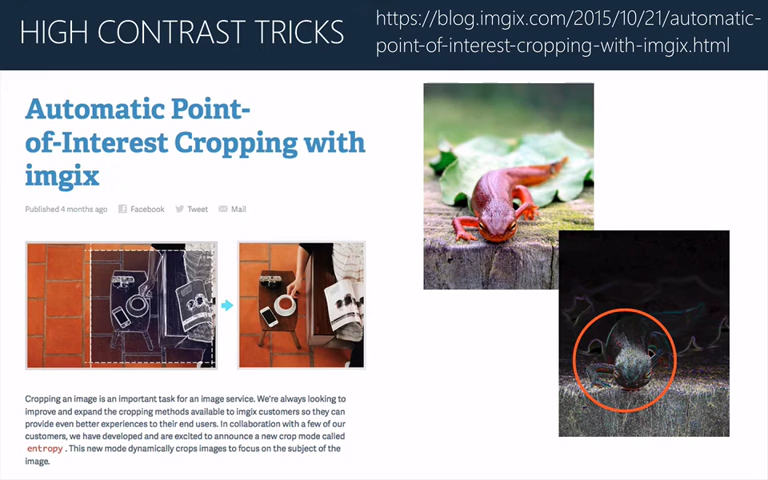 HIGH CONTRAST TRICKS
https://blog.imgix.com/2015/10/21/automatic-
point-of-interest-cropping-with-imgix.html
Automatic Point-
of-Interest Cropping with
imgix
Published 4 months ago Facebook Tweet Mail
Cropping an image is an important task for an image service. We're always looking to
improve and expand the cropping methods available to imgix customers so they can
provide even better experiences to their end users. In collaboration with a few of our
customers, we have developed and are excited to announce a new crop mode called
entropy . This new mode dynamically crops images to focus on the subject of the
image.